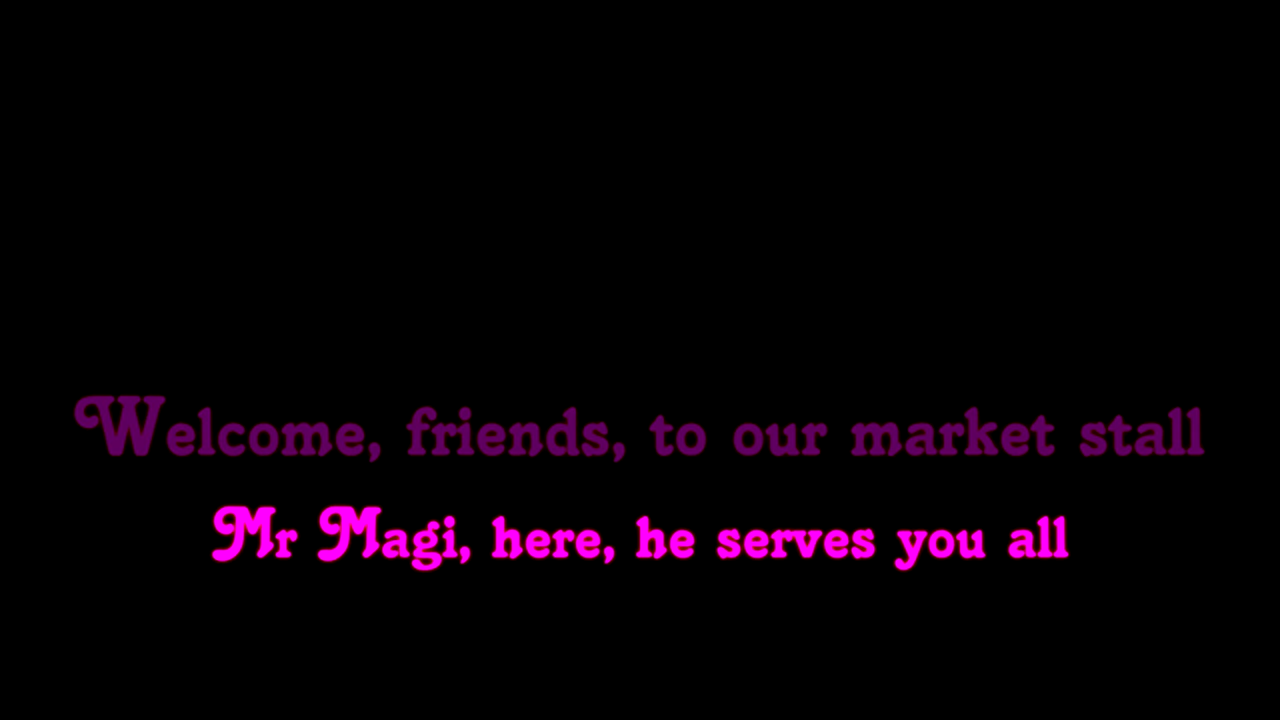 Welcome, friends, to our market stall
Mr Magi, here, he serves you all